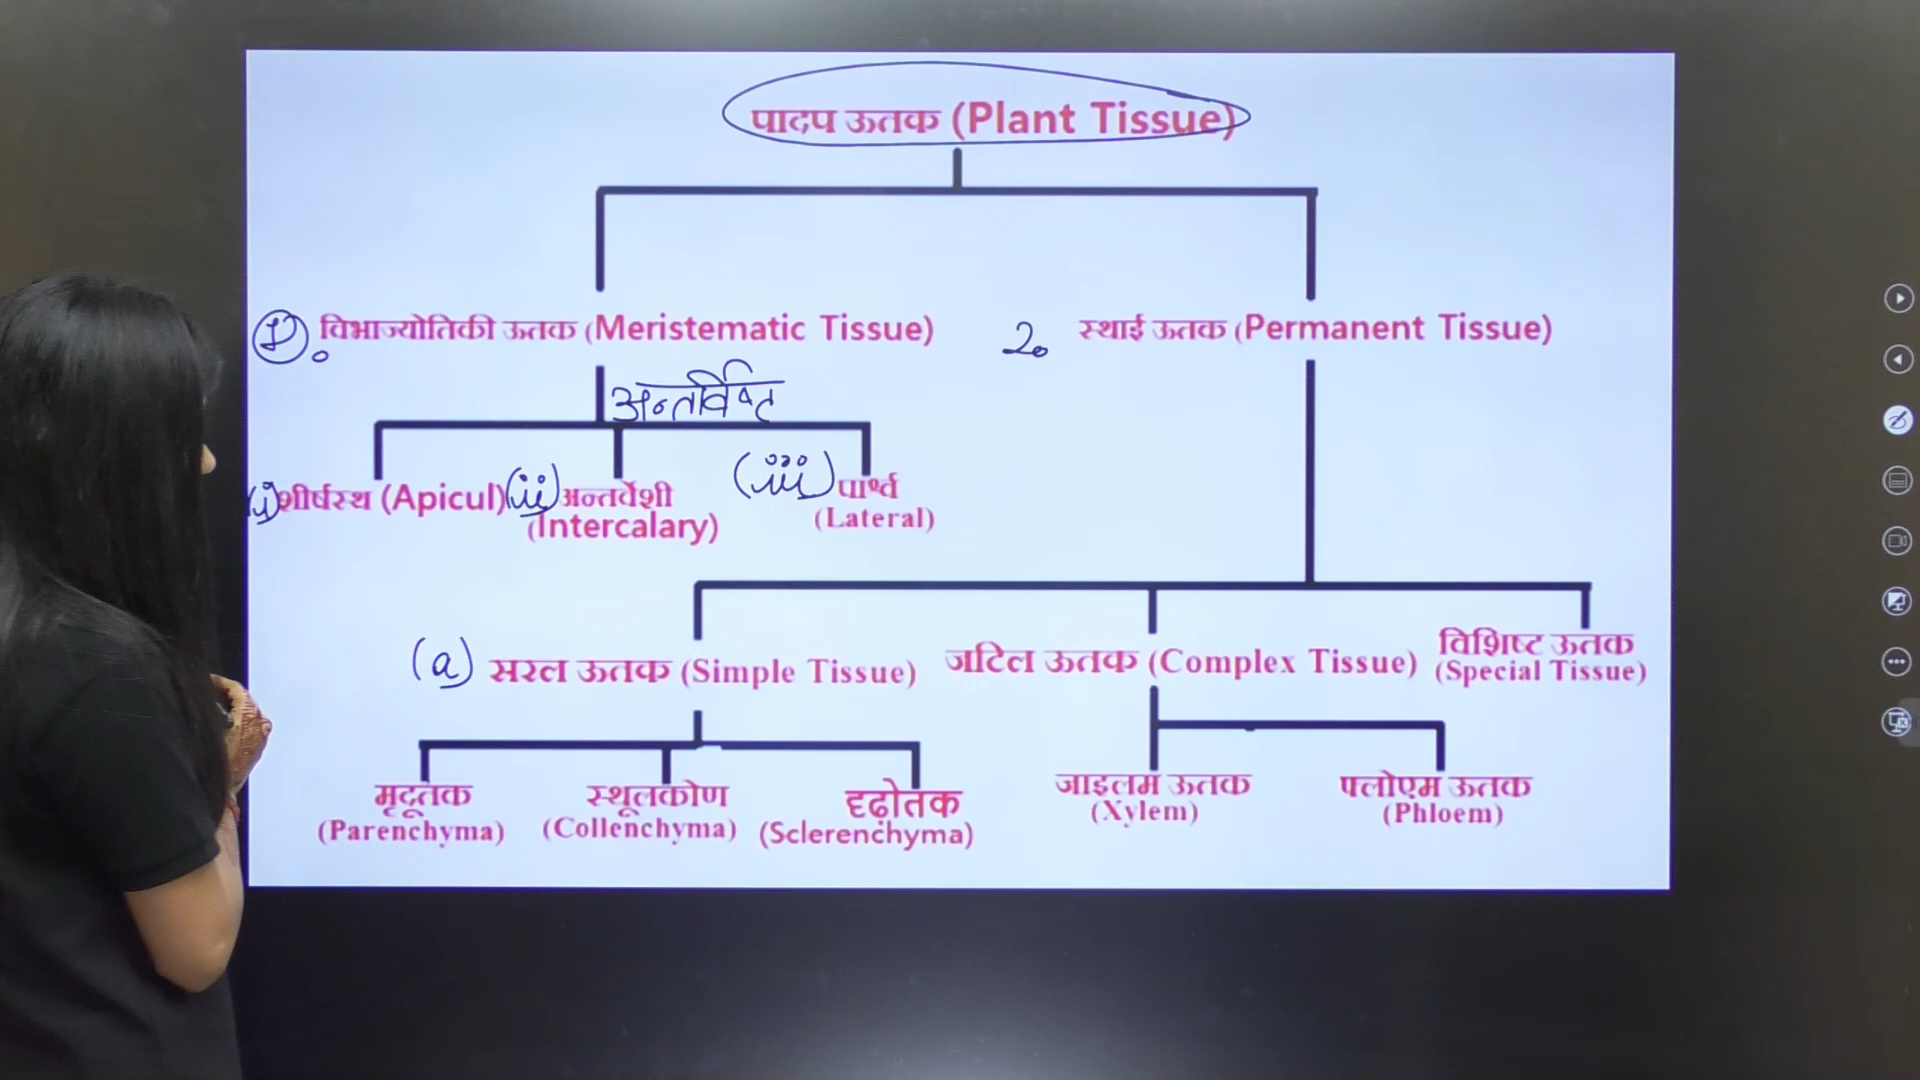 पादप ऊतक (Plant Tissue)
1. विभाज्योतिकी ऊतक (Meristematic Tissue)
2. स्थाई ऊतक (Permanent Tissue)
अन्तर्विष्ट
(i) शीर्षस्थ (Apicul)
(ii) अन्तर्वेशी
(Intercalary)
(iii) पार्श्व
(Lateral)
(a) सरल ऊतक (Simple Tissue)
जटिल ऊतक (Complex Tissue)
विशिष्ट ऊतक
(Special Tissue)
मृदूतक
(Parenchyma)
स्थूलकोण
(Collenchyma)
दृढ़ोतक
(Sclerenchyma)
जाइलम ऊतक
(Xylem)
फ्लोएम ऊतक
(Phloem)